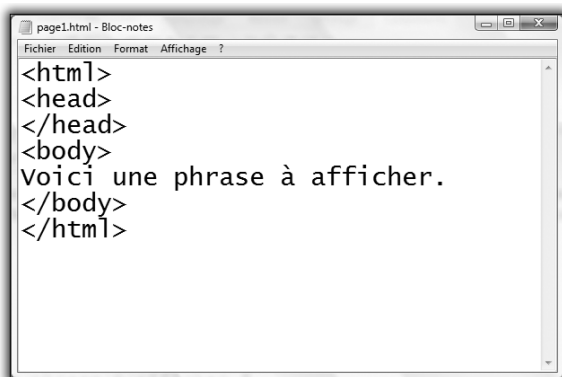 page1.html - Bloc-notes
Fichier Edition Format Affichage ?
<html>
<head>
</head>
<body>
Voici une phrase à afficher.
</body>
</html>